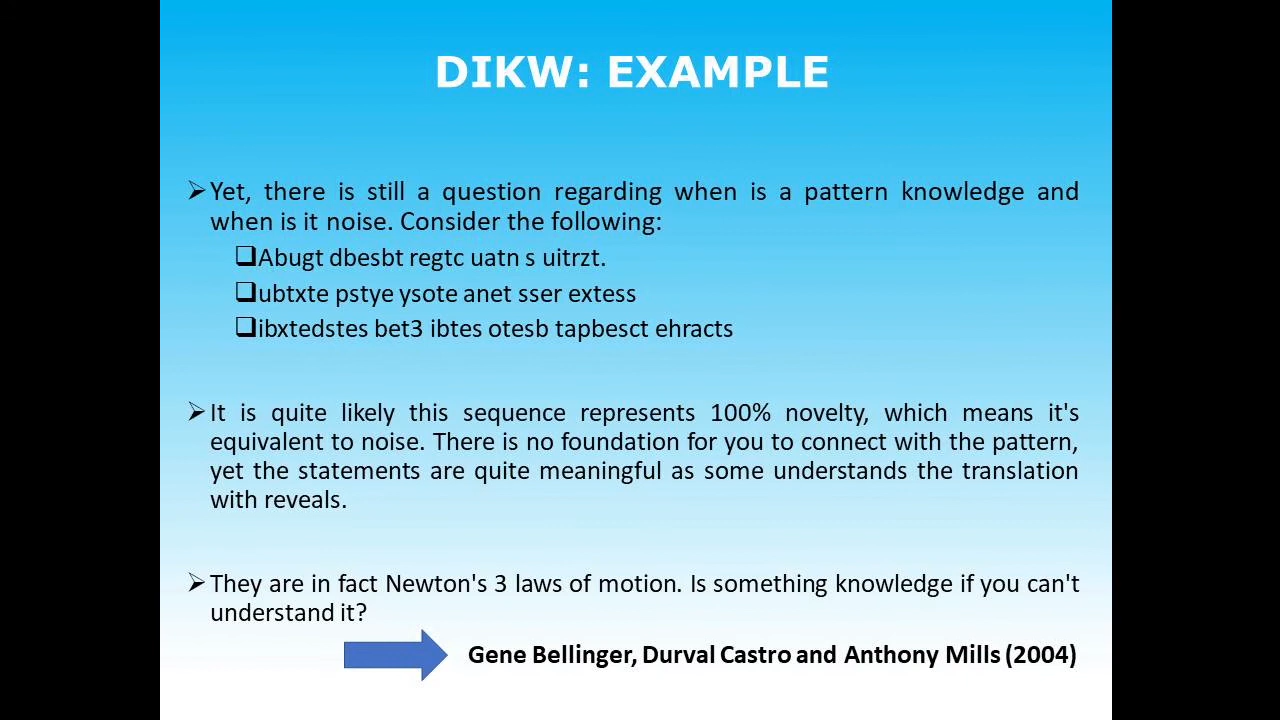 DIKW: EXAMPLE
➢Yet, there is still a question regarding when is a pattern knowledge and
when is it noise. Consider the following:
❑Abugt dbesbt regtc uatn s uitrzt.
❑ubtxte pstye ysote anet sser extess
❑ibxtedstes bet3 ibtes otesb tapbesct ehracts
➢It is quite likely this sequence represents 100% novelty, which means it's
equivalent to noise. There is no foundation for you to connect with the pattern,
yet the statements are quite meaningful as some understands the translation
with reveals.
➢They are in fact Newton's 3 laws of motion. Is something knowledge if you can't
understand it?
Gene Bellinger, Durval Castro and Anthony Mills (2004)